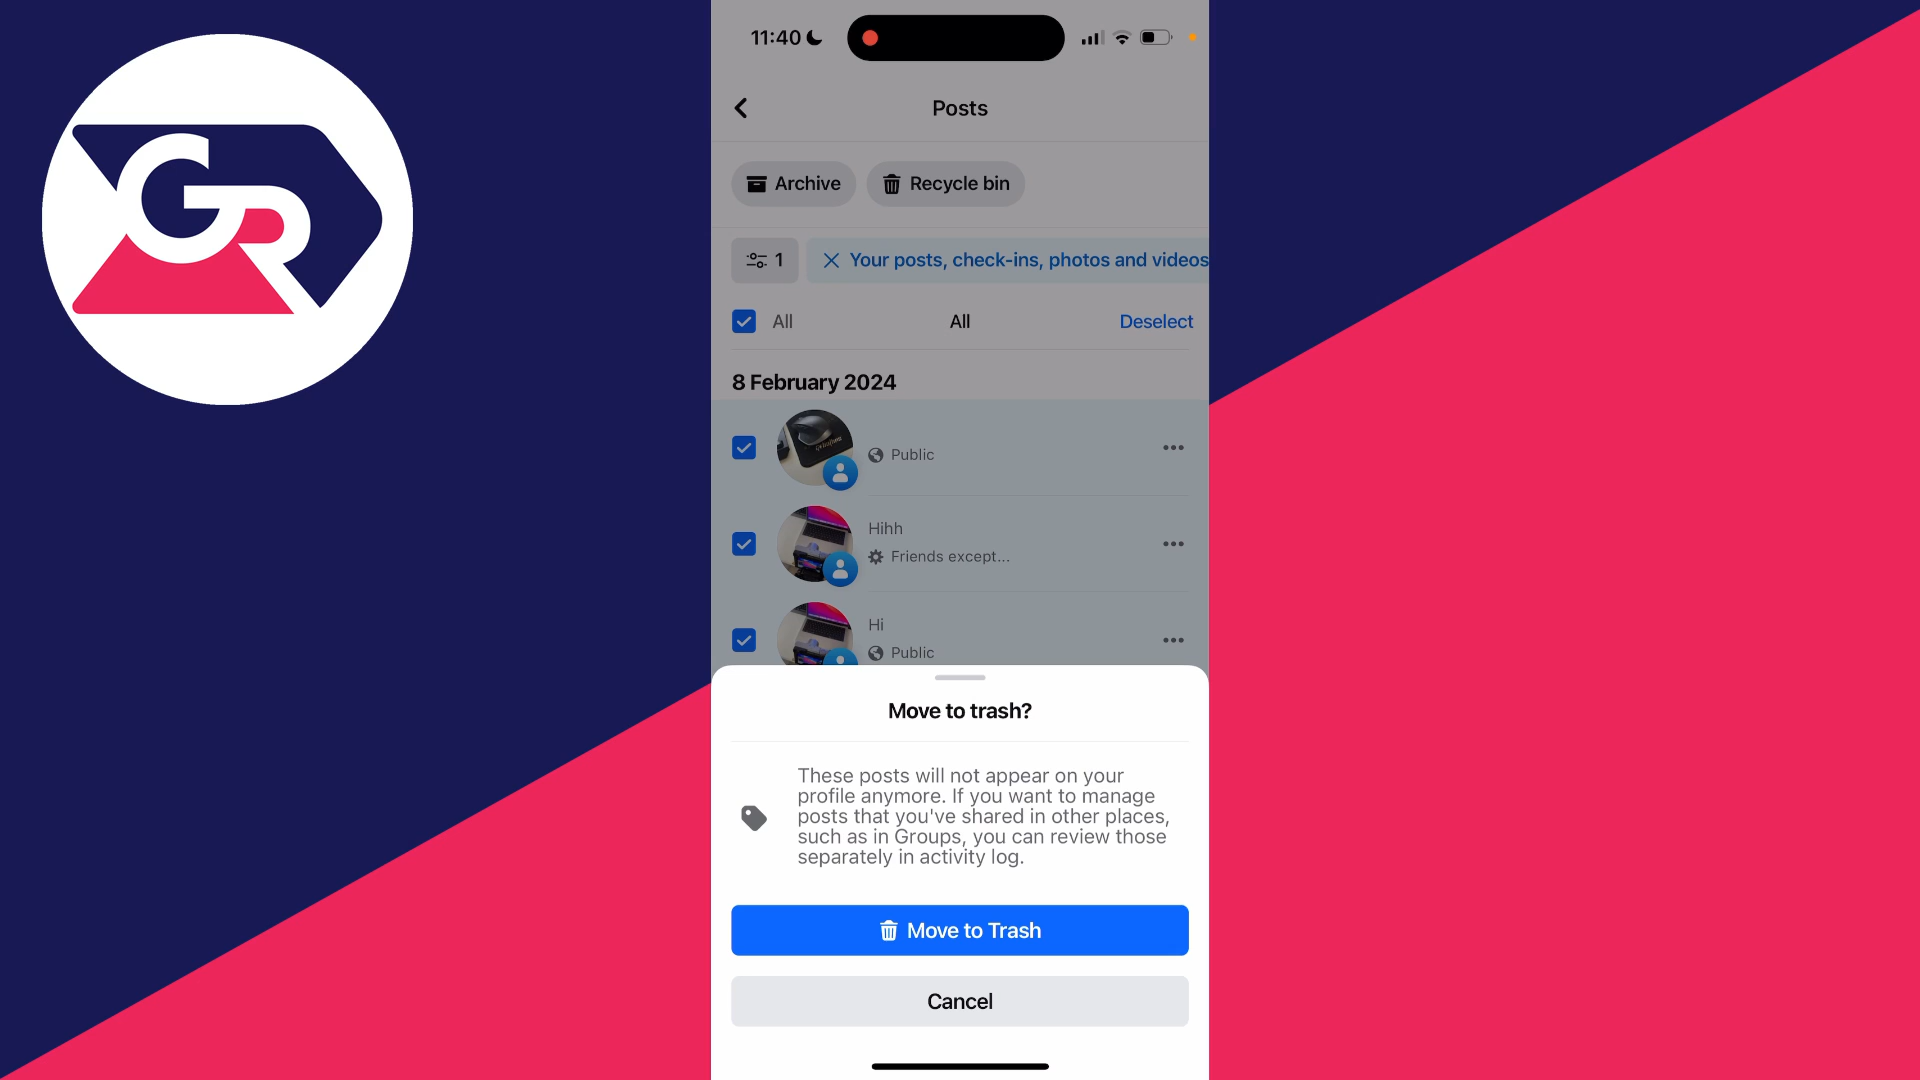 GR
11:40
Posts
Archive
Recycle bin
1
Your posts, check-ins, photos and videos
All
All
Deselect
8 February 2024
Public
Hihh
Friends except...
Hi
Public
Move to trash?
These posts will not appear on your
profile anymore. If you want to manage
posts that you've shared in other places,
such as in Groups, you can review those
separately in activity log.
Move to Trash
Cancel